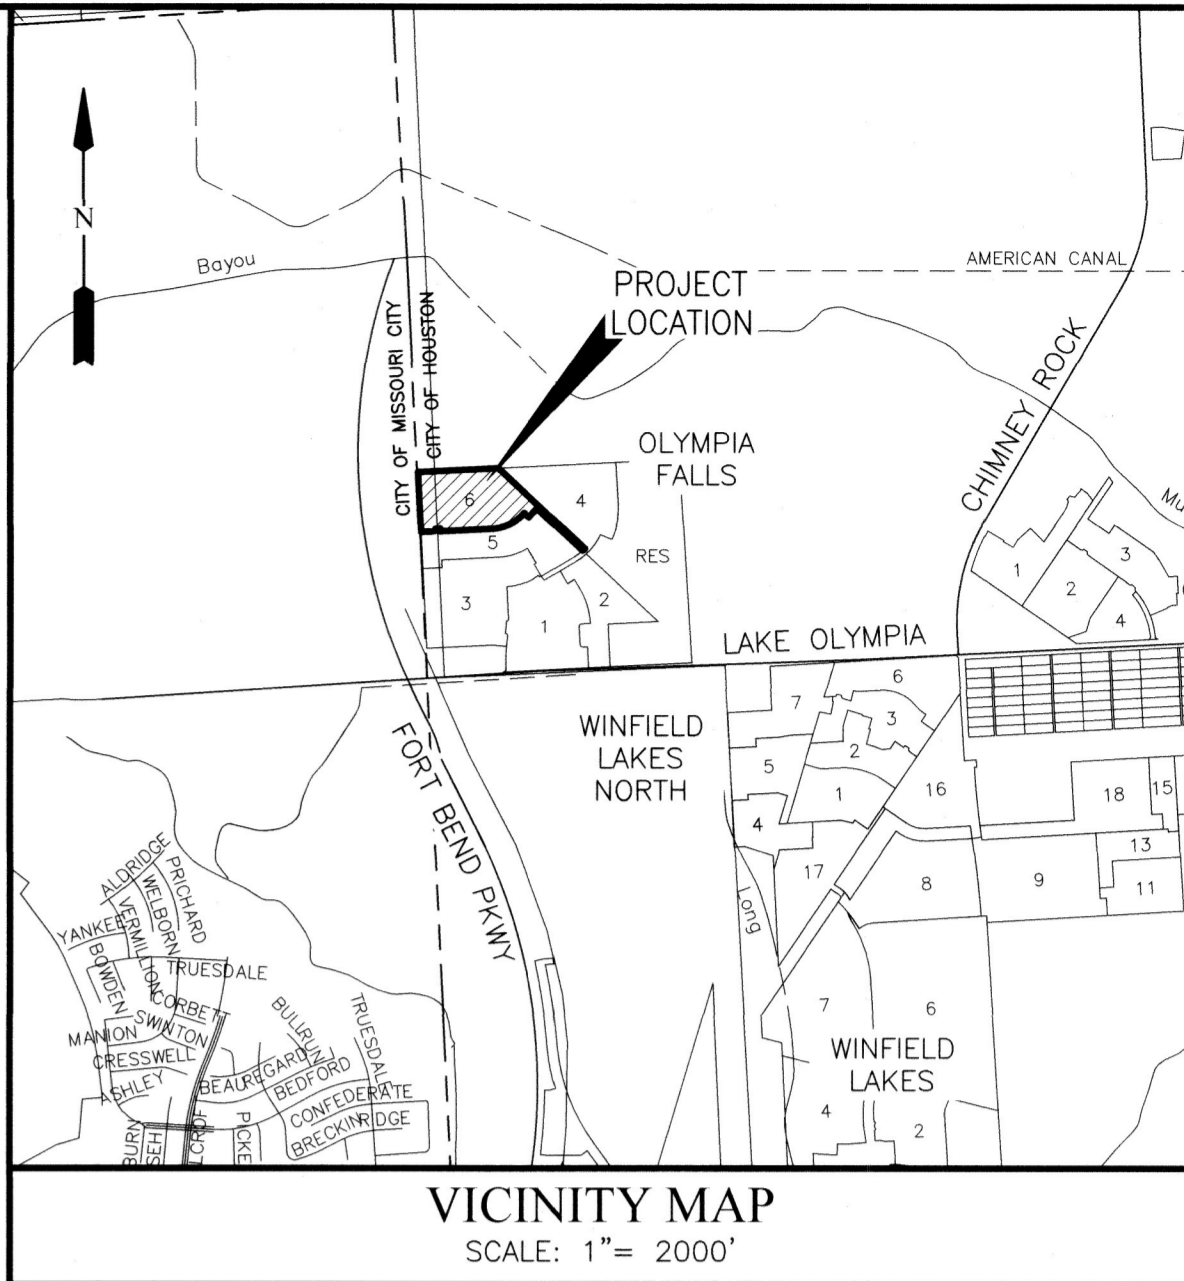 N
Bayou
AMERICAN CANAL
PROJECT
LOCATION
CITY OF MISSOURI CITY
CITY OF HOUSTON
CHIMNEY ROCK
OLYMPIA
FALLS
6
4
5
RES
3
2
1
1
3
2
4
LAKE OLYMPIA
FORT BEND PKWY
WINFIELD
LAKES
NORTH
6
7
3
2
5
1
16
4
18
15
17
13
8
9
11
Long
7
6
WINFIELD
LAKES
4
2
ALDRIDGE
PRICHARD
WELBORN
VERMILLION
YANKEE
BOWDEN
TRUESDALE
CORBETT
SWINTON
MANION
CRESSWELL
ASHLEY
BULLRUN
TRUESDALE
BEAUREGARD
BEDFORD
CONFEDERATE
BRECKINRIDGE
BURN
SEH
LCROF
PICKE
VICINITY MAP
SCALE: 1"= 2000'